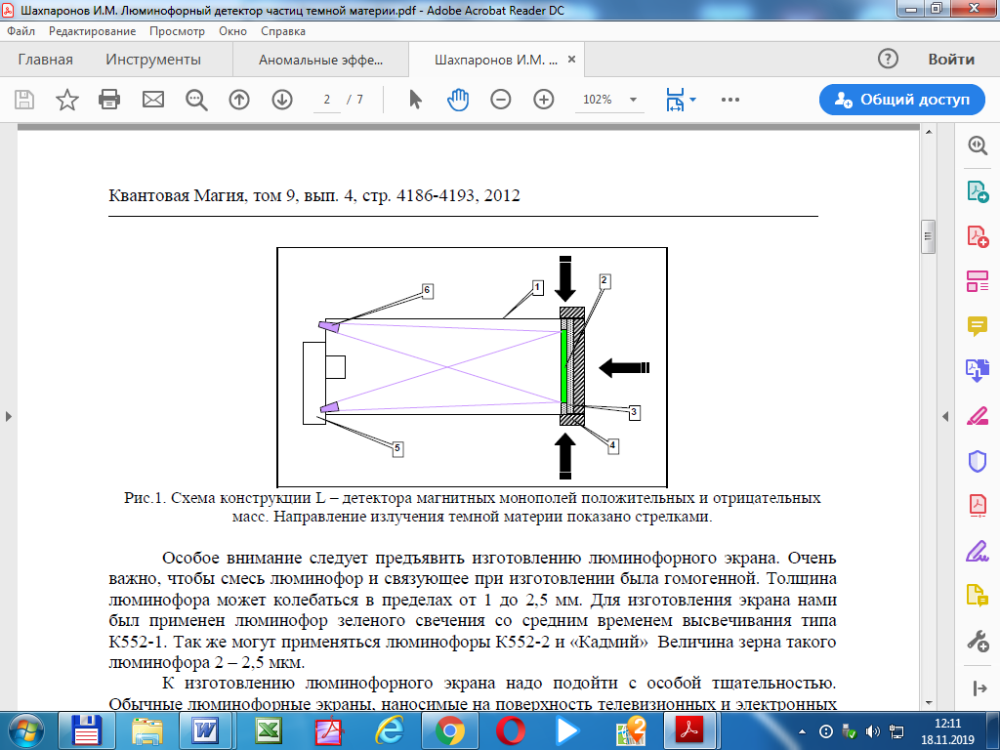 Шахпаронов И.М. Люминофорный детектор частиц темной материи.pdf - Adobe Acrobat Reader DC
Файл Редактирование Просмотр Окно Справка
Главная Инструменты Аномальные эффе... Шахпаронов И.М. ... × ? Войти
2 / 7 102% Общий доступ
Квантовая Магия, том 9, вып. 4, стр. 4186-4193, 2012
6 1 2
3
5 4
Рис.1. Схема конструкции L – детектора магнитных монополей положительных и отрицательных
масс. Направление излучения темной материи показано стрелками.
Особое внимание следует предъявить изготовлению люминофорного экрана. Очень
важно, чтобы смесь люминофор и связующее при изготовлении была гомогенной. Толщина
люминофора может колебаться в пределах от 1 до 2,5 мм. Для изготовления экрана нами
был применен люминофор зеленого свечения со средним временем высвечивания типа
К552-1. Так же могут применяться люминофоры К552-2 и «Кадмий» Величина зерна такого
люминофора 2 – 2,5 мкм.
К изготовлению люминофорного экрана надо подойти с особой тщательностью.
Обычные люминофорные экраны, наносимые на поверхность телевизионных и электронных
12:11
18.11.2019